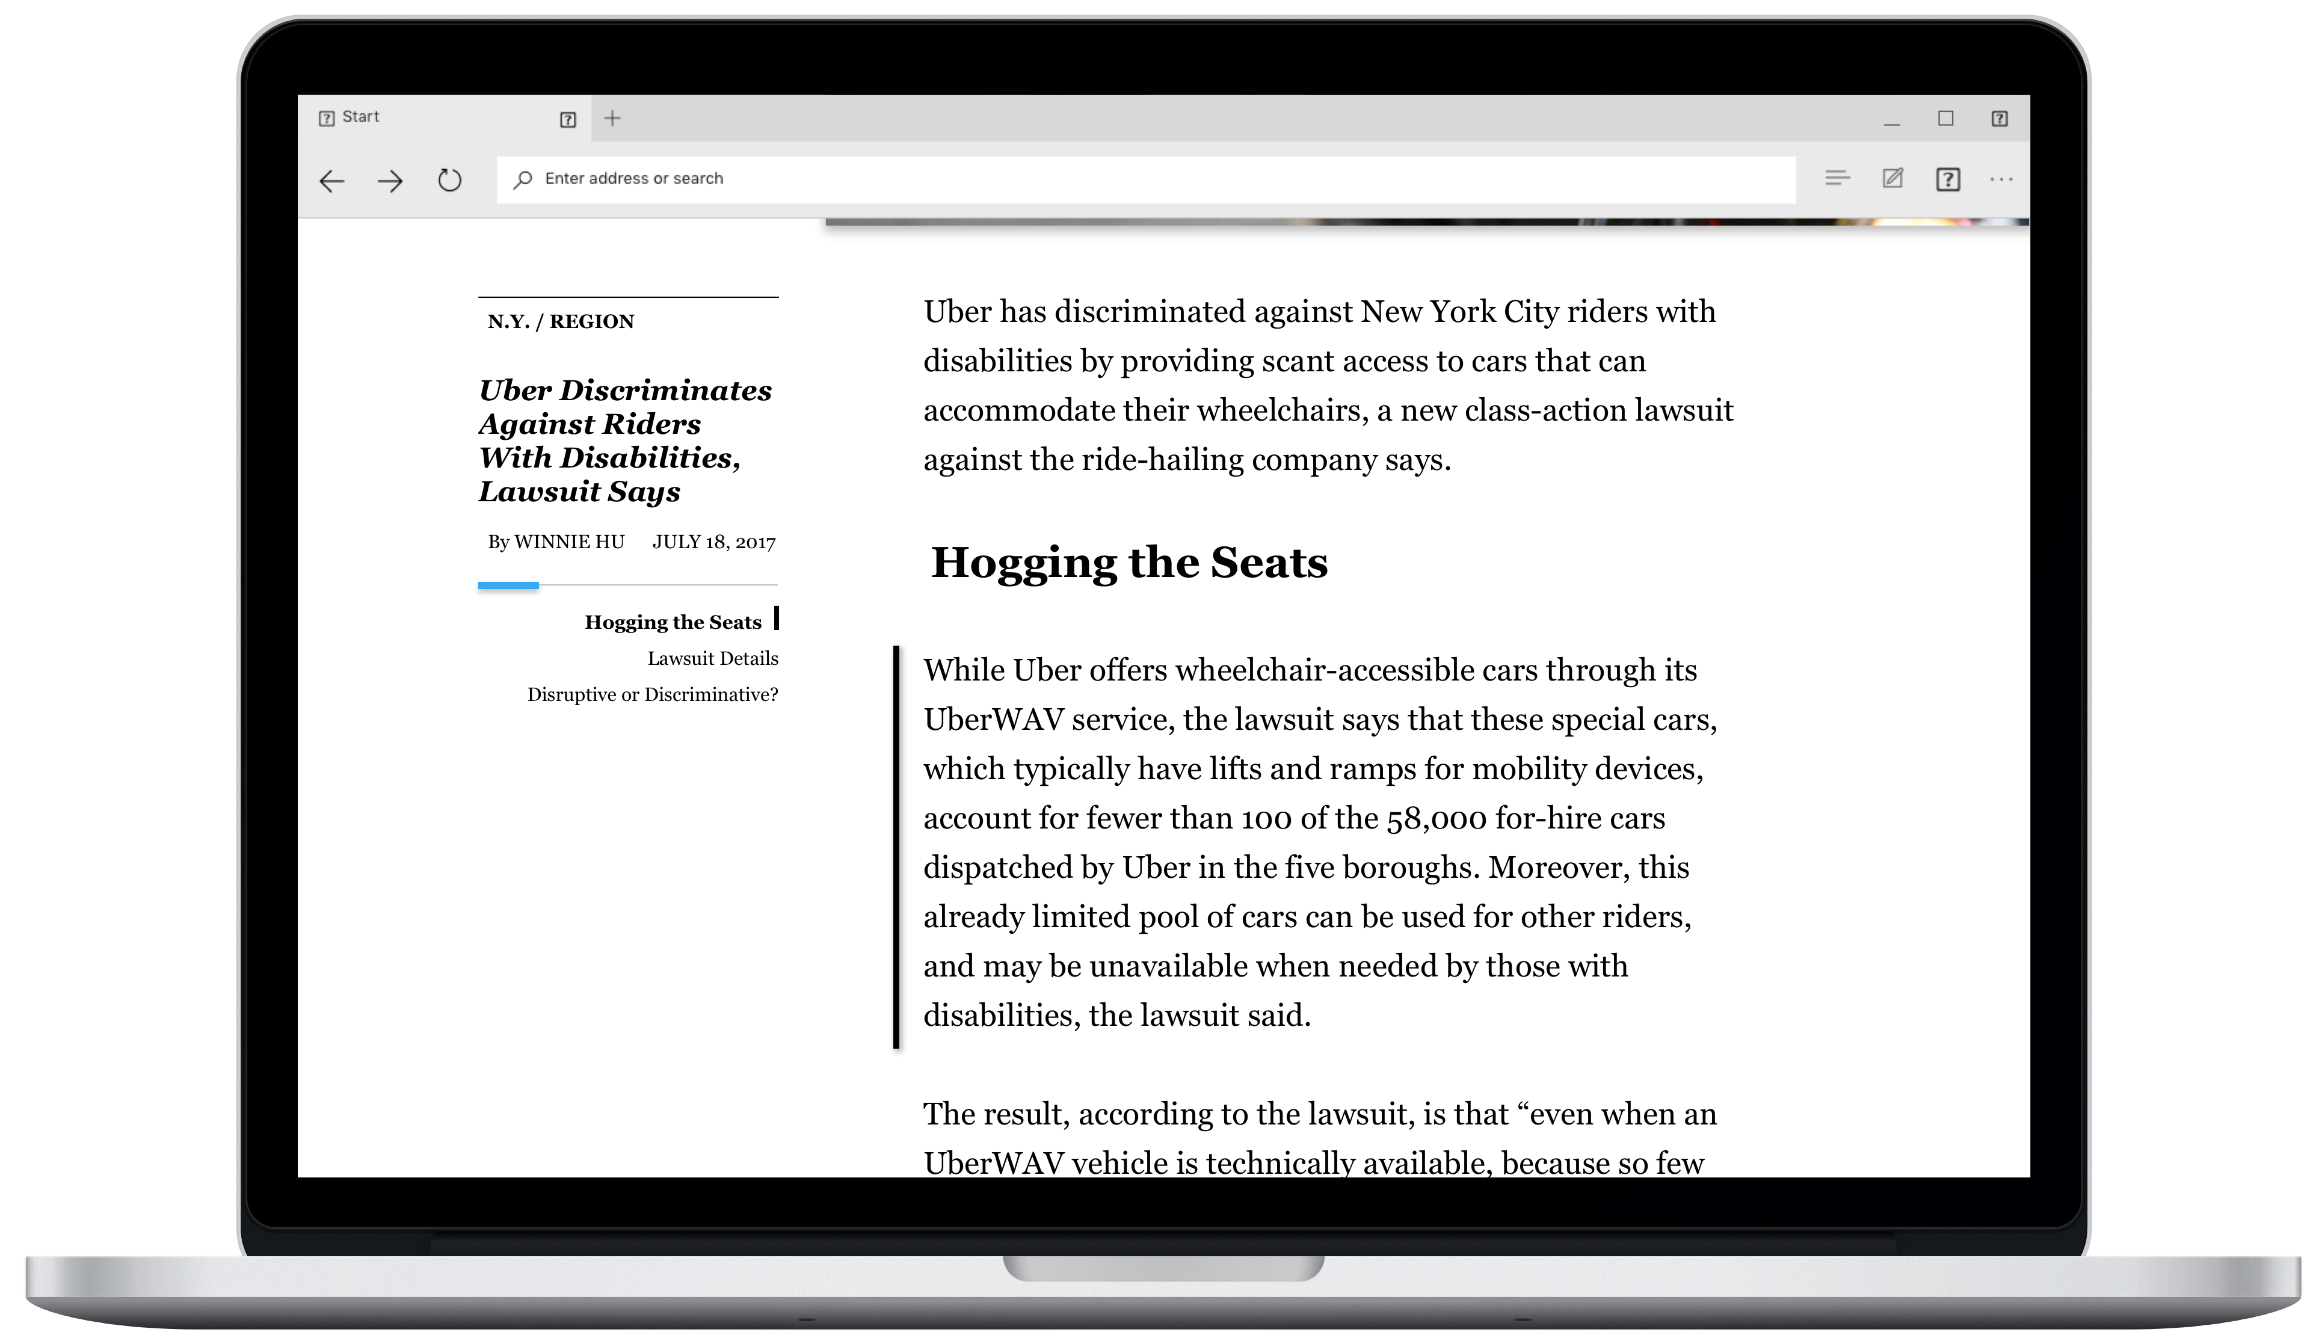 Start
Enter address or search
N.Y. / REGION
Uber Discriminates
Against Riders
With Disabilities,
Lawsuit Says
By WINNIE HU JULY 18, 2017
Hogging the Seats
Lawsuit Details
Disruptive or Discriminative?
Uber has discriminated against New York City riders with
disabilities by providing scant access to cars that can
accommodate their wheelchairs, a new class-action lawsuit
against the ride-hailing company says.
Hogging the Seats
While Uber offers wheelchair-accessible cars through its
UberWAV service, the lawsuit says that these special cars,
which typically have lifts and ramps for mobility devices,
account for fewer than 100 of the 58,000 for-hire cars
dispatched by Uber in the five boroughs. Moreover, this
already limited pool of cars can be used for other riders,
and may be unavailable when needed by those with
disabilities, the lawsuit said.
The result, according to the lawsuit, is that “even when an
UberWAV vehicle is technically available, because so few